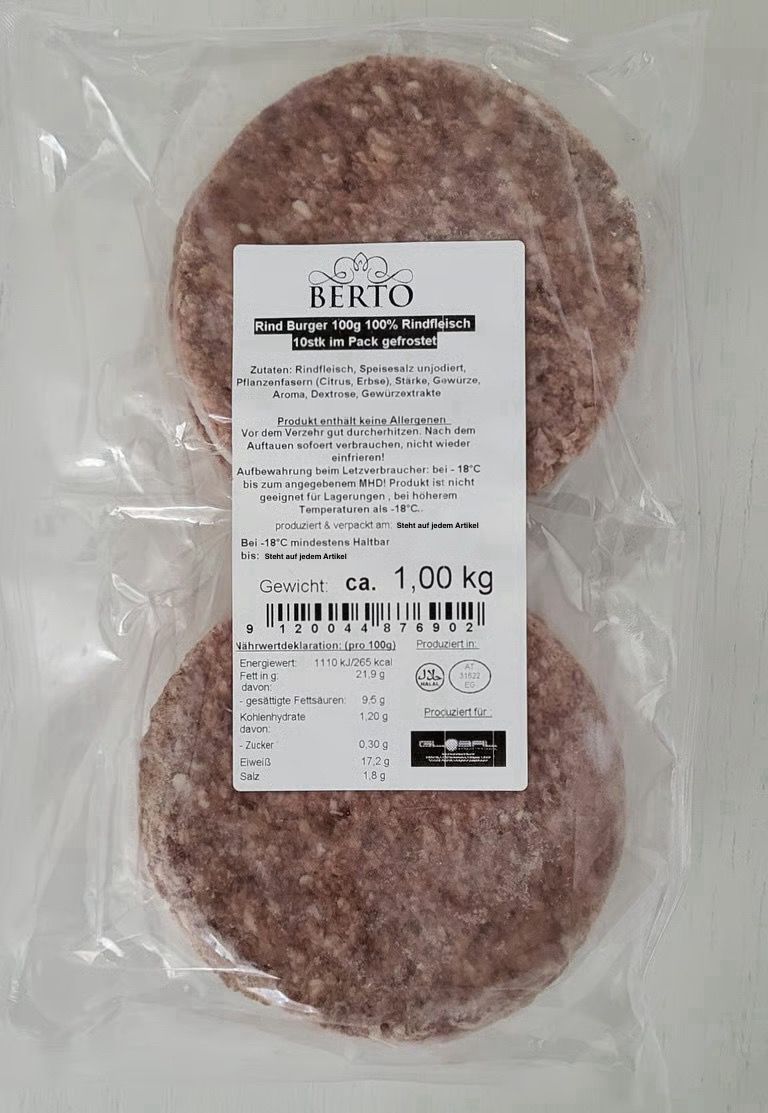 BERTO
Rind Burger 100g 100% Rindfleisch
10stk im Pack gefrostet
Zutaten: Rindfleisch, Speisesalz unjodiert,
Pflanzenfasern (Citrus, Erbse), Stärke, Gewürze,
Aroma, Dextrose, Gewürzextrakte
Produkt enthält keine Allergenen
Vor dem Verzehr gut durcherhitzen. Nach dem
Auftauen sofoert verbrauchen, nicht wieder
einfrieren!
Aufbewahrung beim Letzverbraucher: bei - 18°C
bis zum angegebenem MHD! Produkt ist nicht
geeignet für Lagerungen , bei höherem
Temperaturen als -18°C..
produziert & verpackt am: Steht auf jedem Artikel
Bei -18°C mindestens Haltbar
bis: Steht auf jedem Artikel
Gewicht: ca. 1,00 kg
9 120044 876902
Nährwertdeklaration: (pro 100g)
Energiewert: 1110 KJ/265 kcal
Fett in g: 21,9 g
davon:
- gesättigte Fettsäuren: 9,5 g
Kohlenhydrate 1,20 g
davon:
- Zucker 0,30 g
Eiweiß 17,2 g
Salz 1,8 g
Produziert in:
حلال
HALAL
AT
31622
EG
Produziert für :
GLOBAL